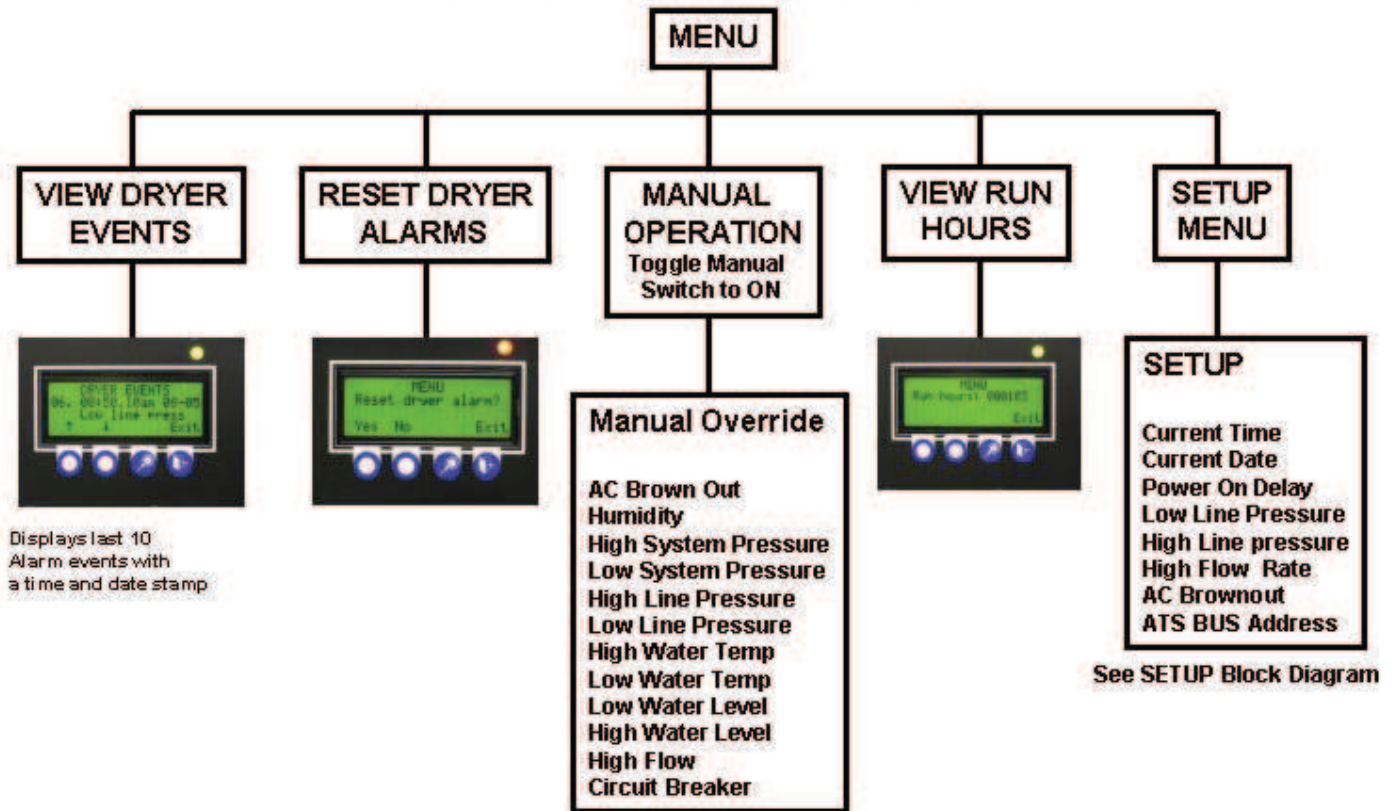 MENU
VIEW DRYER
EVENTS
RESET DRYER
ALARMS
MANUAL
OPERATION
Toggle Manual
Switch to ON
VIEW RUN
HOURS
SETUP
MENU
DRYER EVENTS
Low line press
↑ ↓ Exit
Displays last 10
Alarm events with
a time and date stamp
MENU
Reset dryer alarm?
Yes No Exit
Manual Override
AC Brown Out
Humidity
High System Pressure
Low System Pressure
High Line Pressure
Low Line Pressure
High Water Temp
Low Water Temp
Low Water Level
High Water Level
High Flow
Circuit Breaker
MENU
Run hours:
Exit
SETUP
Current Time
Current Date
Power On Delay
Low Line Pressure
High Line pressure
High Flow Rate
AC Brownout
ATS BUS Address
See SETUP Block Diagram